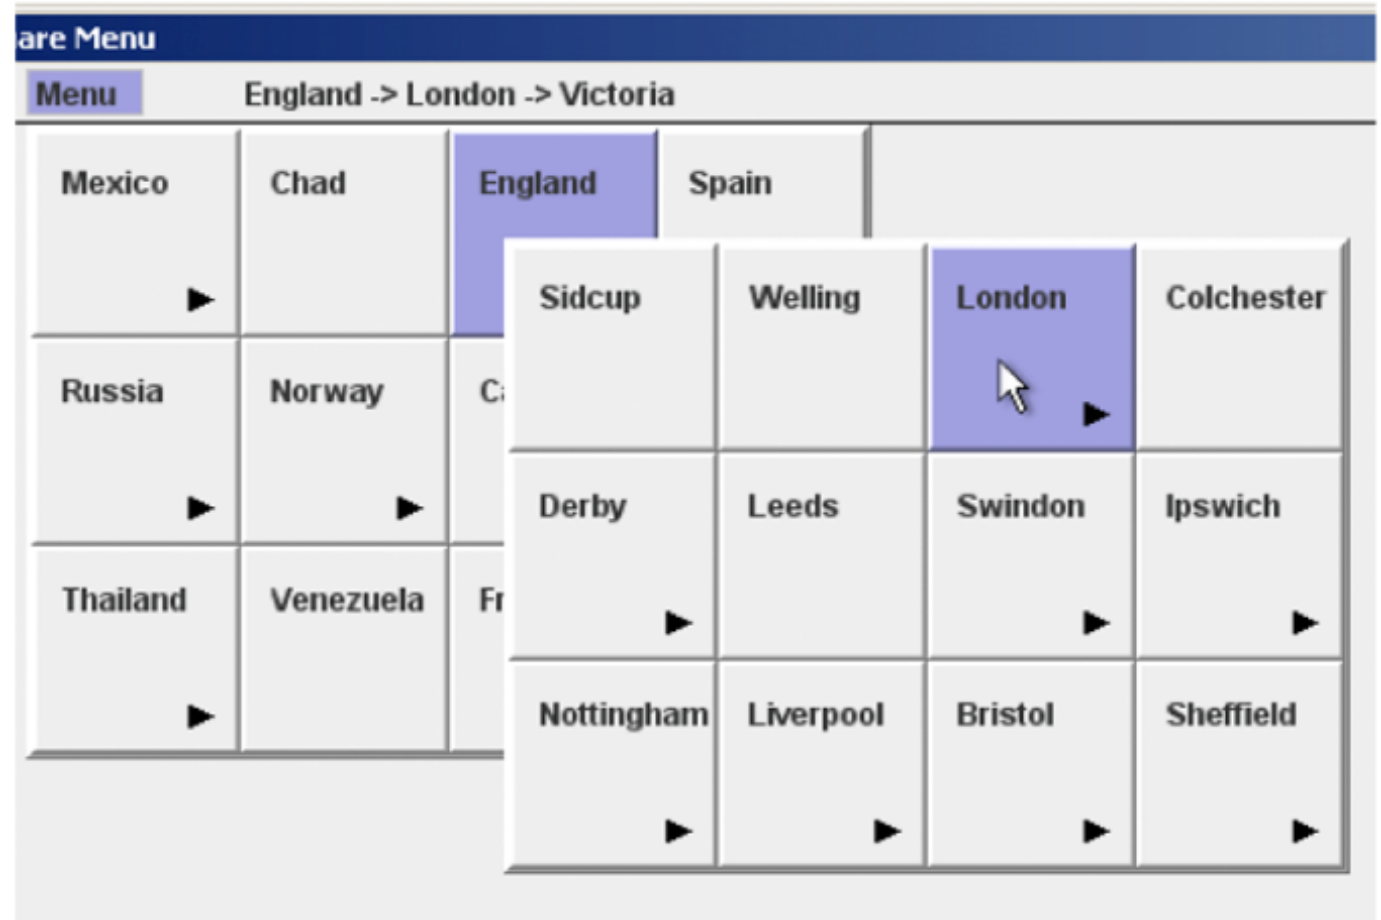 are Menu
Menu England -> London -> Victoria
Mexico Chad England Spain
Sidcup Welling London Colchester
Russia Norway
Derby Leeds Swindon Ipswich
Thailand Venezuela
Nottingham Liverpool Bristol Sheffield